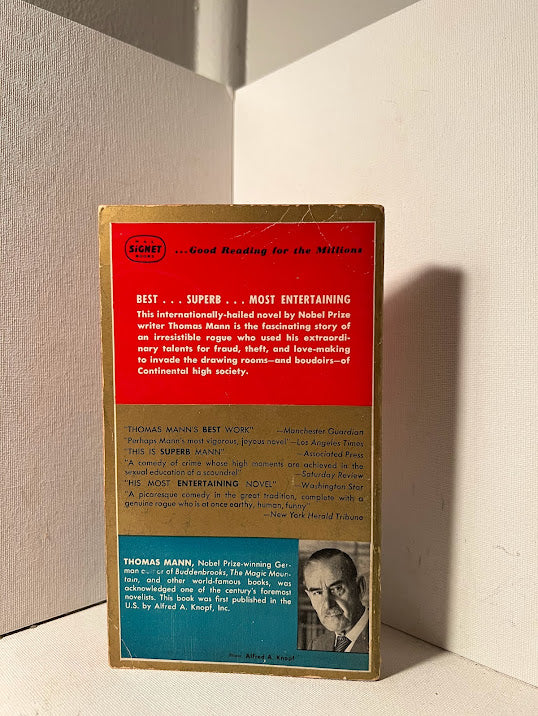 SIGNET
BOOKS
...Good Reading for the Millions
BEST . . . SUPERB . . . MOST ENTERTAINING
This internationally-hailed novel by Nobel Prize
writer Thomas Mann is the fascinating story of
an irresistible rogue who used his extraordi-
nary talents for fraud, theft, and love-making
to invade the drawing rooms—and boudoirs—of
Continental high society.
"THOMAS MANN'S BEST WORK" —Manchester Guardian
"Perhaps Mann's most vigorous, joyous novel"—Los Angeles Times
"THIS IS SUPERB MANN" —Associated Press
"A comedy of crime whose high moments are achieved in the
sexual education of a scoundrel" —Saturday Review
"HIS MOST ENTERTAINING NOVEL" —Washington Star
"A picaresque comedy in the great tradition, complete with a
genuine rogue who is at once earthy, human, funny"
—New York Herald Tribune
THOMAS MANN, Nobel Prize-winning Ger-
man of Buddenbrooks, The Magic Moun-
tain, and other world-famous books, was
acknowledged one of the century's foremost
novelists. This book was first published in the
U.S. by Alfred A. Knopf, Inc.
Alfred A. Knopf